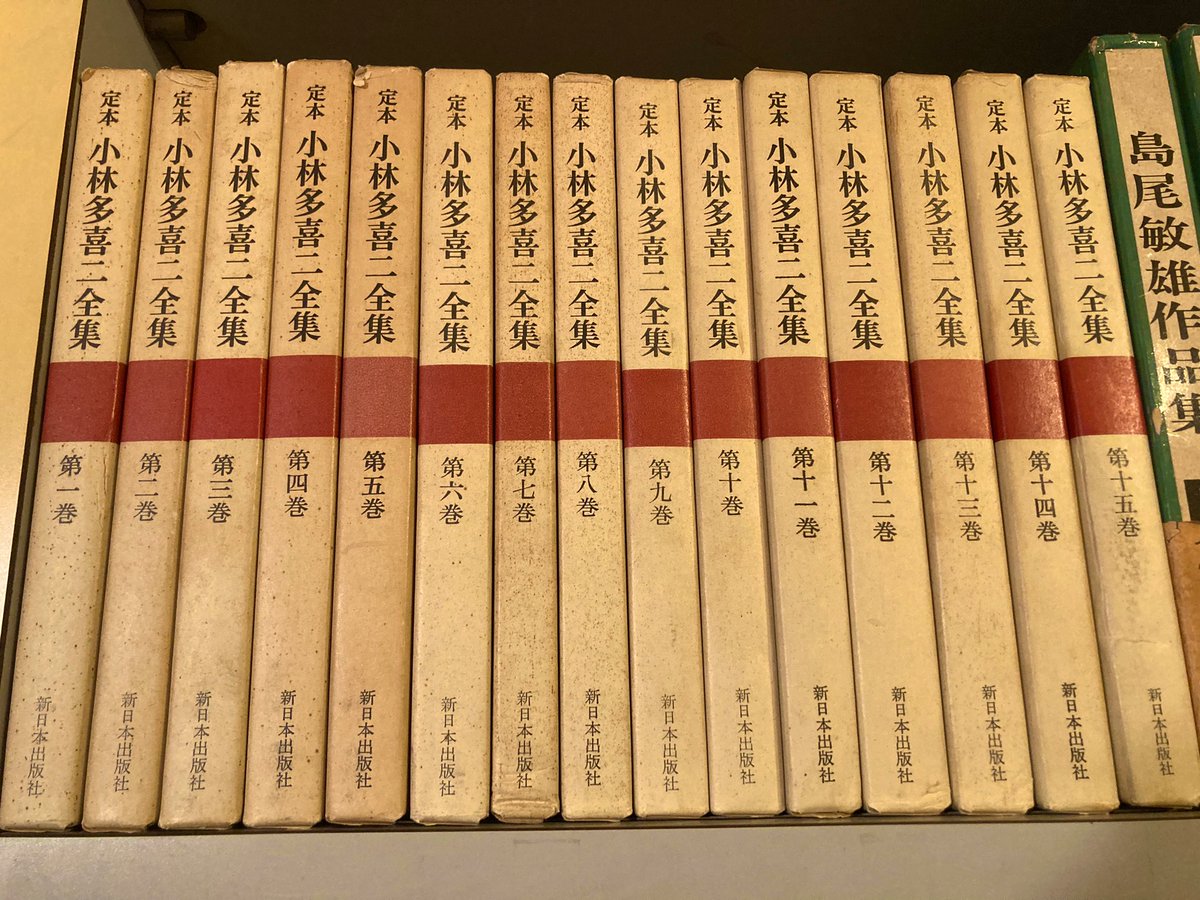 定本 小林多喜二全集
第一巻
新日本出版社
定本 小林多喜二全集
第二巻
新日本出版社
定本 小林多喜二全集
第三巻
新日本出版社
定本 小林多喜二全集
第四巻
新日本出版社
定本 小林多喜二全集
第五巻
新日本出版社
定本 小林多喜二全集
第六巻
新日本出版社
定本 小林多喜二全集
第七巻
新日本出版社
定本 小林多喜二全集
第八巻
新日本出版社
定本 小林多喜二全集
第九巻
新日本出版社
定本 小林多喜二全集
第十巻
新日本出版社
定本 小林多喜二全集
第十一巻
新日本出版社
定本 小林多喜二全集
第十二巻
新日本出版社
定本 小林多喜二全集
第十三巻
新日本出版社
定本 小林多喜二全集
第十四巻
新日本出版社
定本 小林多喜二全集
第十五巻
新日本出版社
島尾敏雄作品集